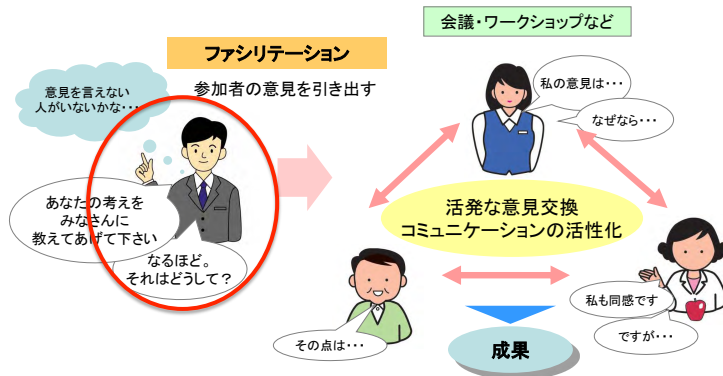 会議・ワークショップなど
ファシリテーション
参加者の意見を引き出す
意見を言えない
人がいないかな・・・
私の意見は・・・
なぜなら・・・
あなたの考えを
みなさんに
教えてあげて下さい
なるほど。
それはどうして？
活発な意見交換
コミュニケーションの活性化
私も同感です
ですが・・・
その点は・・・
成果